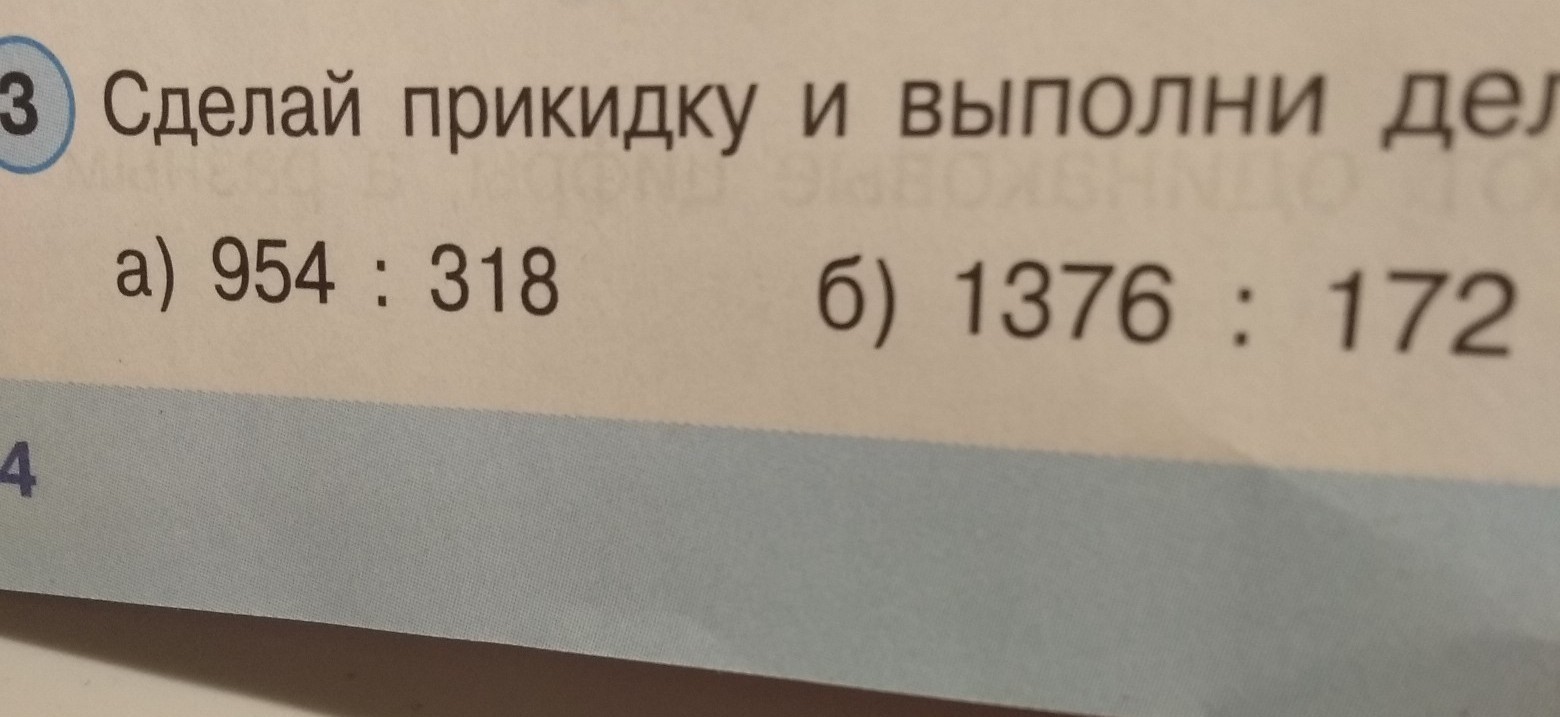 3 Сделай прикидку и выполни
а) 954 : 318 б) 1376 : 172
4